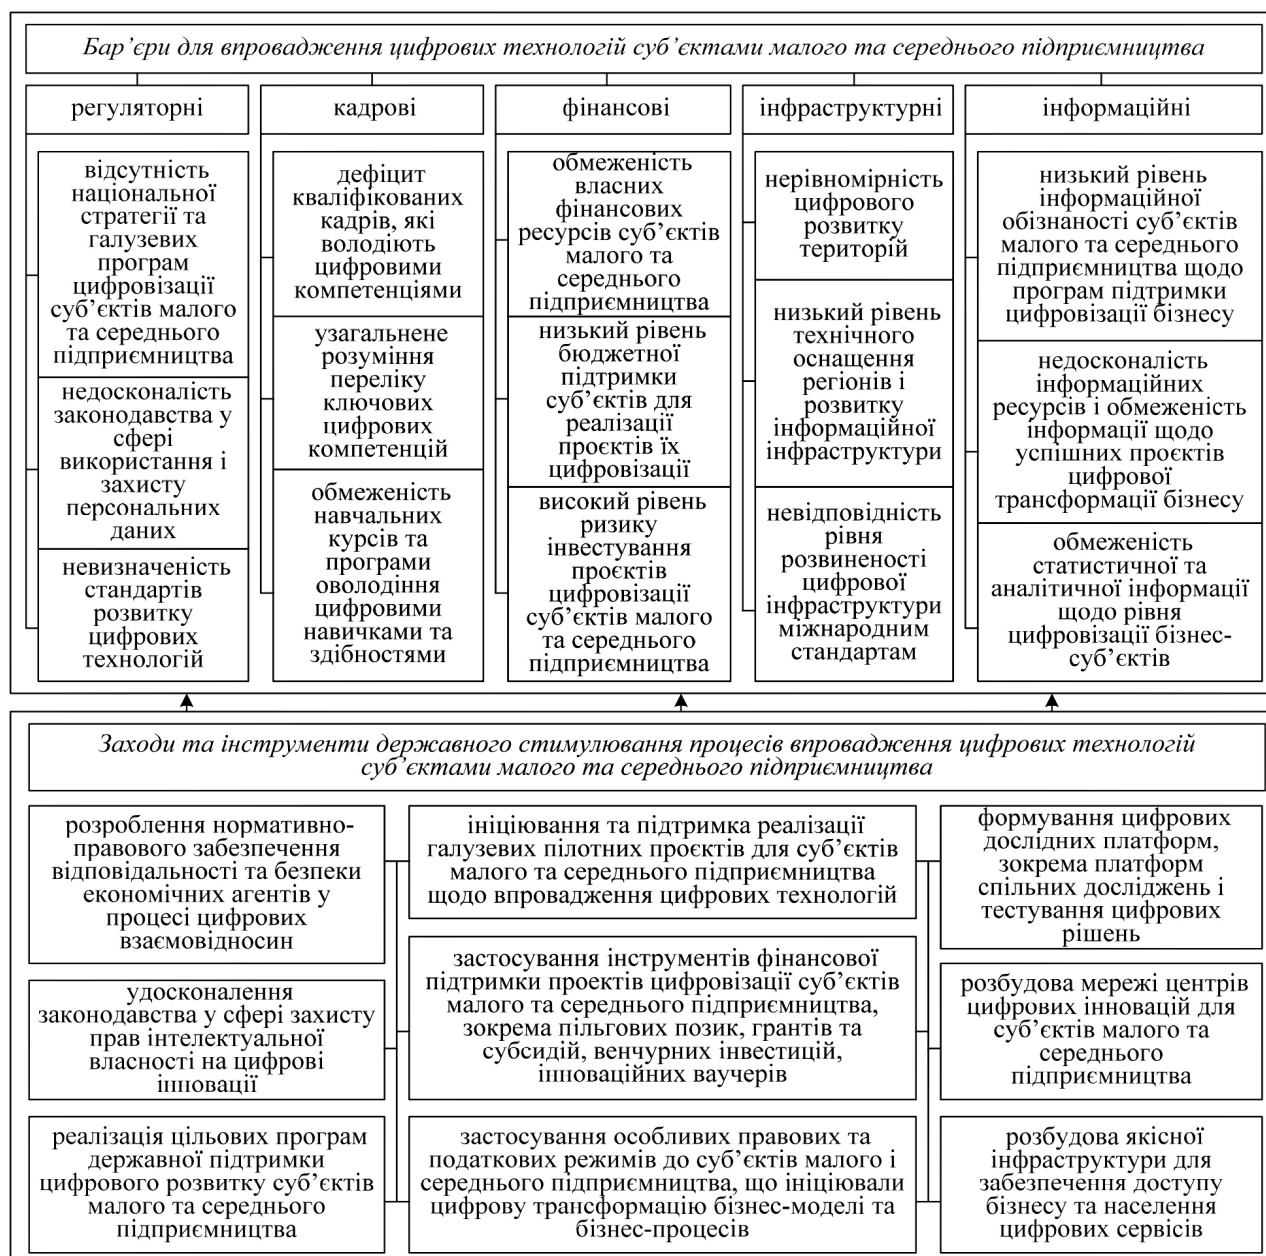 Бар’єри для впровадження цифрових технологій суб’єктами малого та середнього підприємництва
регуляторні
відсутність
національної
стратегії та
галузевих
програм
цифровізації
суб’єктів малого
та середнього
підприємництва
недосконалість
законодавства у
сфері
використання і
захисту
персональних
даних
невизначеність
стандартів
розвитку
цифрових
технологій
кадрові
дефіцит
кваліфікованих
кадрів, які
володіють
цифровими
компетенціями
узагальнене
розуміння
переліку
ключових
цифрових
компетенцій
обмеженість
навчальних
курсів та
програми
оволодіння
цифровими
навичками та
здібностями
фінансові
обмеженість
власних
фінансових
ресурсів суб’єктів
малого та
середнього
підприємництва
низький рівень
бюджетної
підтримки
суб’єктів для
реалізації
проєктів їх
цифровізації
високий рівень
ризику
інвестування
проєктів
цифровізації
суб’єктів малого
та середнього
підприємництва
інфраструктурні
нерівномірність
цифрового
розвитку
територій
низький рівень
технічного
оснащення
регіонів і
розвитку
інформаційної
інфраструктури
невідповідність
рівня
розвиненості
цифрової
інфраструктури
міжнародним
стандартам
інформаційні
низький рівень
інформаційної
обізнаності суб’єктів
малого та середнього
підприємництва щодо
програм підтримки
цифровізації бізнесу
недосконалість
інформаційних
ресурсів і обмеженість
інформації щодо
успішних проєктів
цифрової
трансформації бізнесу
обмеженість
статистичної та
аналітичної інформації
щодо рівня
цифровізації бізнес-
суб’єктів
Заходи та інструменти державного стимулювання процесів впровадження цифрових технологій
суб’єктами малого та середнього підприємництва
розроблення нормативно-
правового забезпечення
відповідальності та безпеки
економічних агентів у
процесі цифрових
взаємовідносин
удосконалення
законодавства у сфері захисту
прав інтелектуальної
власності на цифрові
інновації
реалізація цільових програм
державної підтримки
цифрового розвитку суб’єктів
малого та середнього
підприємництва
ініціювання та підтримка реалізації
галузевих пілотних проєктів для суб’єктів
малого та середнього підприємництва
щодо впровадження цифрових технологій
застосування інструментів фінансової
підтримки проектів цифровізації суб’єктів
малого та середнього підприємництва,
зокрема пільгових позик, грантів та
субсидій, венчурних інвестицій,
інноваційних ваучерів
застосування особливих правових та
податкових режимів до суб’єктів малого і
середнього підприємництва, що ініціювали
цифрову трансформацію бізнес-моделі та
бізнес-процесів
формування цифрових
дослідних платформ,
зокрема платформ
спільних досліджень і
тестування цифрових
рішень
розбудова мережі центрів
цифрових інновацій для
суб’єктів малого та
середнього
підприємництва
розбудова якісної
інфраструктури для
забезпечення доступу
бізнесу та населення
цифрових сервісів